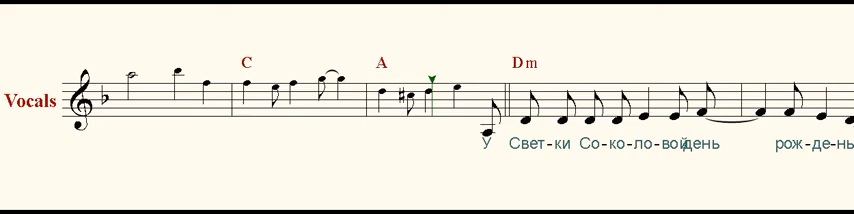 C A Dm
Vocals
У Свет-ки Со-ко-ло-вой день рож-де-нь